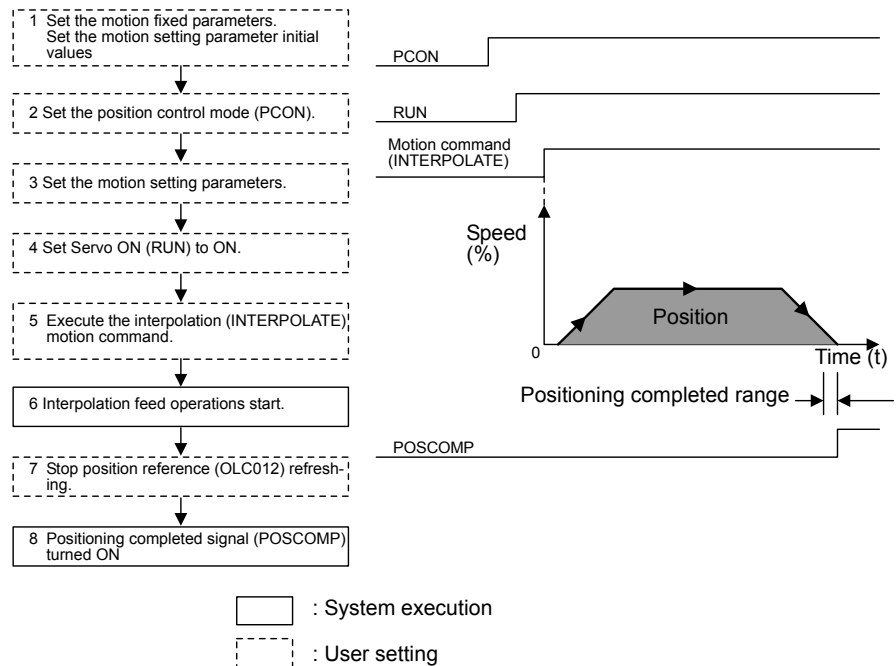 1 Set the motion fixed parameters.
Set the motion setting parameter initial
values
2 Set the position control mode (PCON).
3 Set the motion setting parameters.
4 Set Servo ON (RUN) to ON.
5 Execute the interpolation (INTERPOLATE)
motion command.
6 Interpolation feed operations start.
7 Stop position reference (OLC012) refresh-
ing.
8 Positioning completed signal (POSCOMP)
turned ON
PCON
RUN
Motion command
(INTERPOLATE)
Speed
(%)
Position
0
Time (t)
Positioning completed range
POSCOMP
: System execution
: User setting